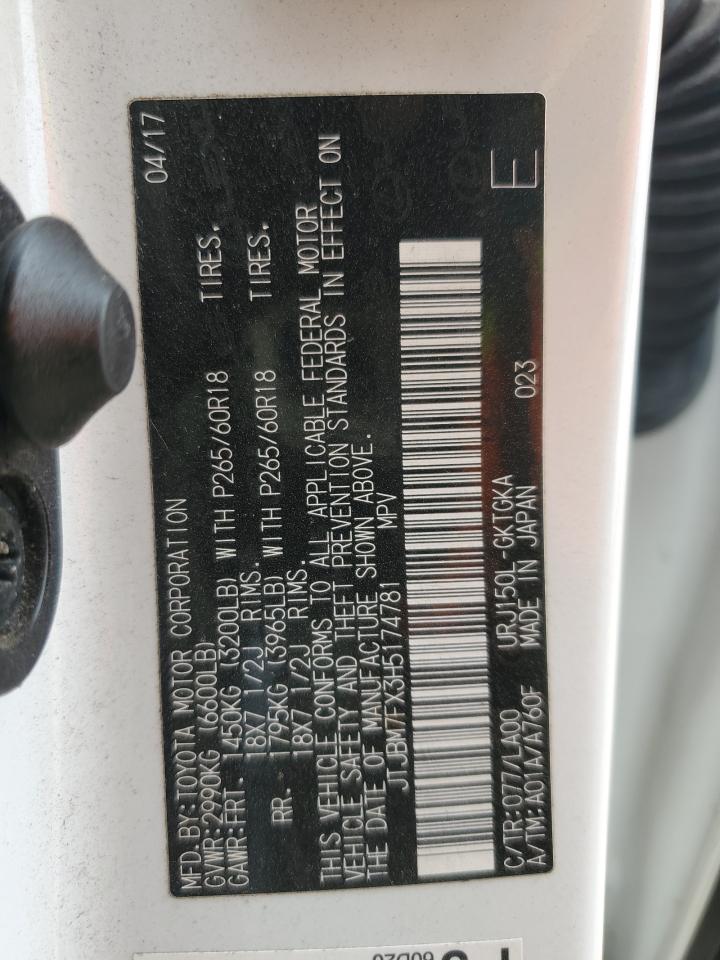 MFD.BY:TOYOTA MOTOR CORPORATION 04/17
GVWR:2990KG (6600LB)
GAWR:FRT. 1450KG (3200LB) WITH P265/60R18 TIRES.
18X7 1/2J RIMS.
RR. 1795KG (3965LB) WITH P265/60R18 TIRES.
18X7 1/2J RIMS.
THIS VEHICLE CONFORMS TO ALL APPLICABLE FEDERAL MOTOR
VEHICLE SAFETY AND THEFT PREVENTION STANDARDS IN EFFECT ON
THE DATE OF MANUFACTURE SHOWN ABOVE.
JTJBM7FX3H5174781 MPV
C/TR:077/LA00 URJ150L-GKTGKA
A/TM:A01A/A760F MADE IN JAPAN 023 E